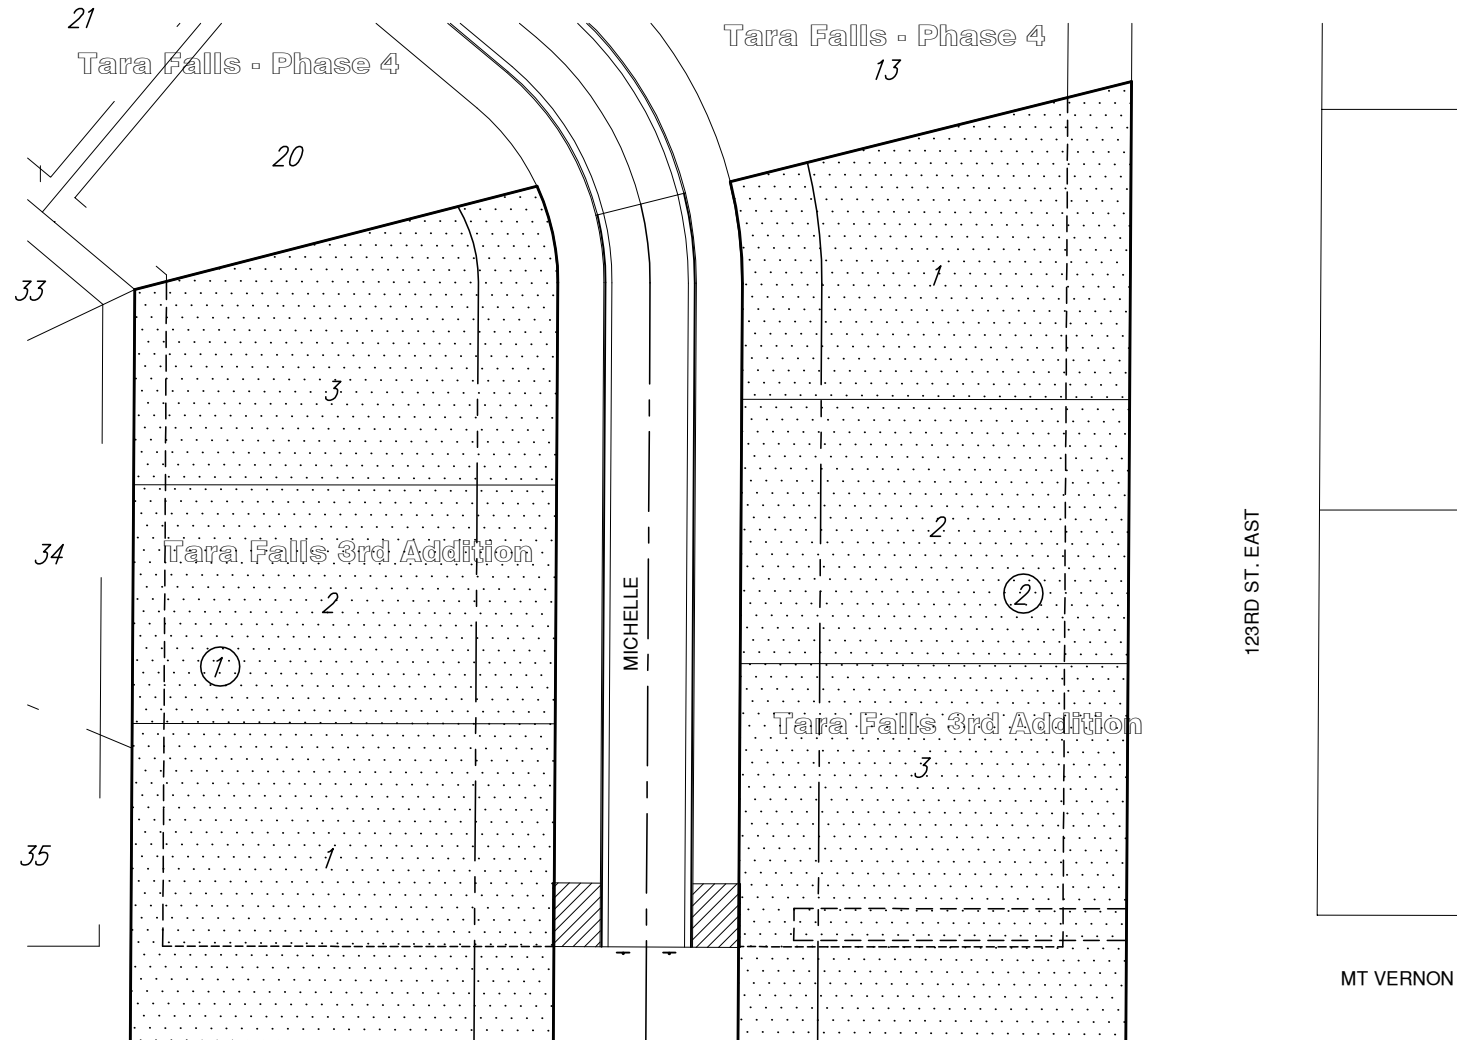 21
Tara Falls - Phase 4
Tara Falls - Phase 4
13
20
33
1
3
34
Tara Falls 3rd Addition
2
2
2
MICHELLE
123RD ST. EAST
1
Tara Falls 3rd Addition
3
35
1
MT VERNON